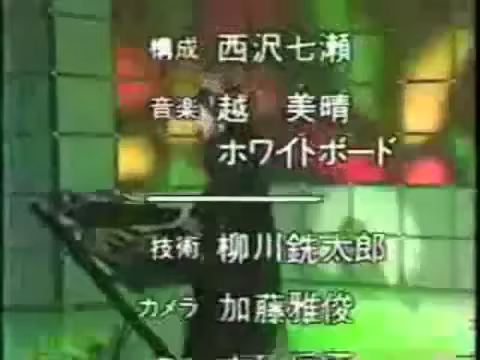 構成 西沢七瀬
音楽 越 美晴
ホワイトボード
技術 柳川銑太郎
カメラ 加藤雅俊